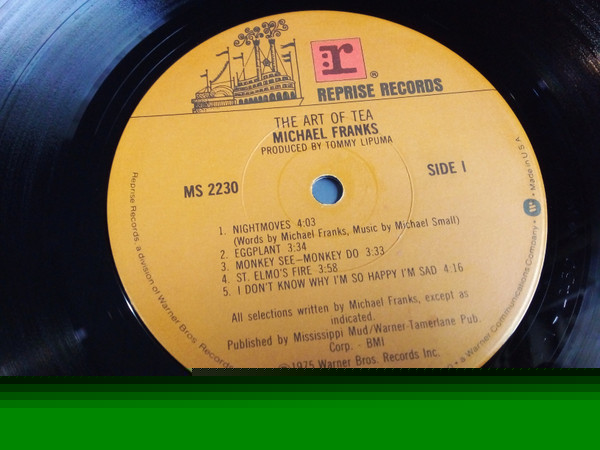 r
®
REPRISE RECORDS
THE ART OF TEA
MICHAEL FRANKS
PRODUCED BY TOMMY LIPUMA
MS 2230
SIDE I
1. NIGHTMOVES 4:03
(Words by Michael Franks, Music by Michael Small)
2. EGGPLANT 3:34
3. MONKEY SEE–MONKEY DO 3:33
4. ST. ELMO'S FIRE 3:58
5. I DON'T KNOW WHY I'M SO HAPPY I'M SAD 4.16
All selections written by Michael Franks, except as
indicated.
Published by Mississippi Mud/Warner-Tamerlane Pub.
Corp. - BMI
℗1975 Warner Bros. Records Inc.
Reprise Records, a division of Warner Bros. Records
• a Warner Communications Company • W • Made in U.S.A.